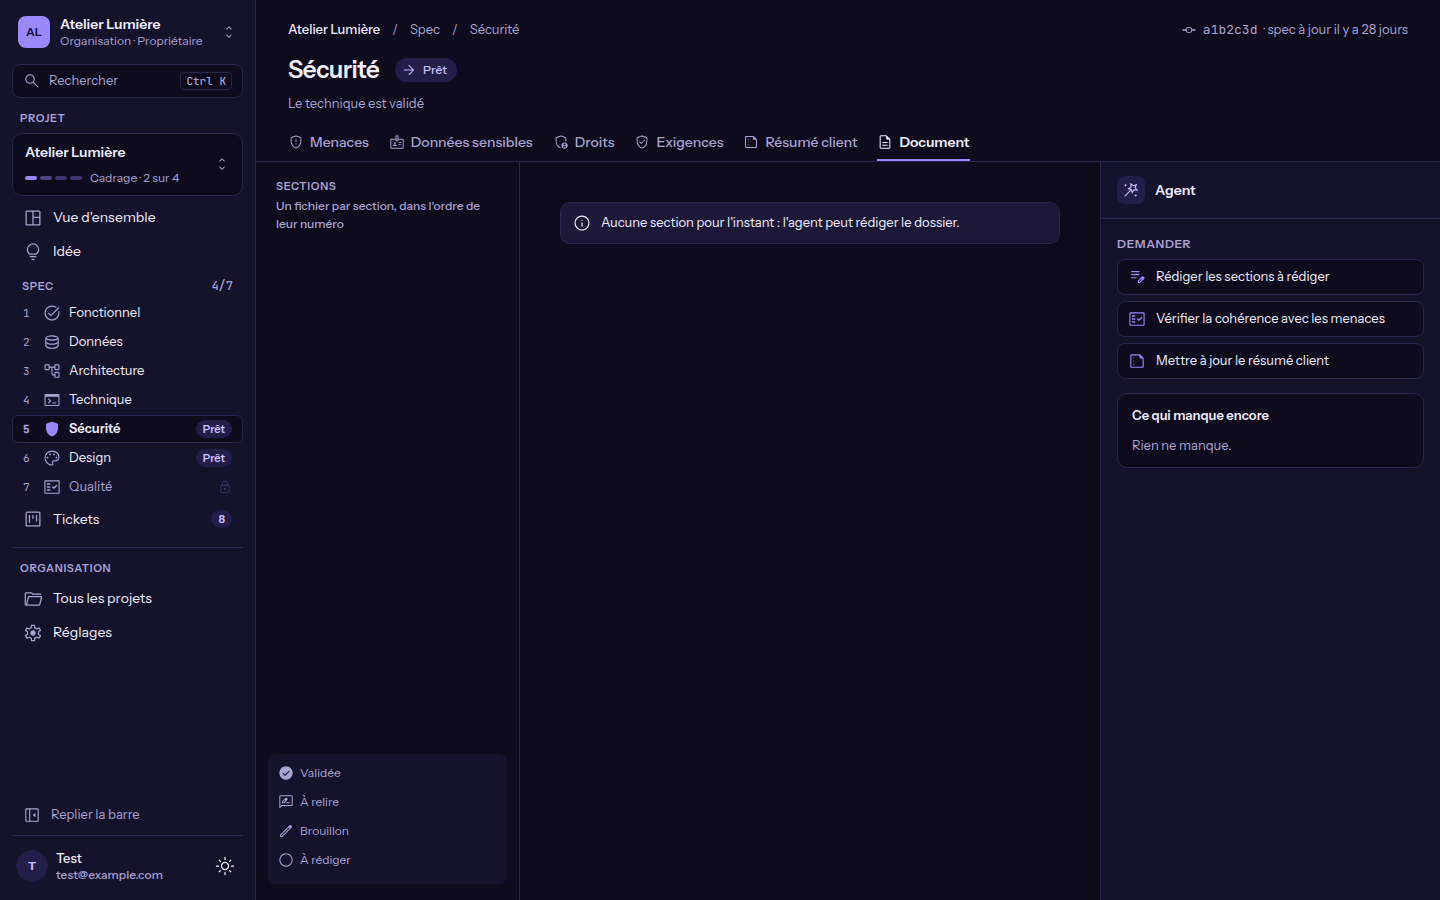 AL
Atelier Lumière
Organisation · Propriétaire
Rechercher
Ctrl K
PROJET
Atelier Lumière
Cadrage · 2 sur 4
Vue d'ensemble
Idée
SPEC 4/7
1 Fonctionnel
2 Données
3 Architecture
4 Technique
5 Sécurité Prêt
6 Design Prêt
7 Qualité
Tickets 8
ORGANISATION
Tous les projets
Réglages
Replier la barre
T
Test
test@example.com
Atelier Lumière / Spec / Sécurité
a1b2c3d · spec à jour il y a 28 jours
Sécurité
Prêt
Le technique est validé
Menaces
Données sensibles
Droits
Exigences
Résumé client
Document
SECTIONS
Un fichier par section, dans l'ordre de
leur numéro
Validée
À relire
Brouillon
À rédiger
Aucune section pour l'instant : l'agent peut rédiger le dossier.
Agent
DEMANDER
Rédiger les sections à rédiger
Vérifier la cohérence avec les menaces
Mettre à jour le résumé client
Ce qui manque encore
Rien ne manque.